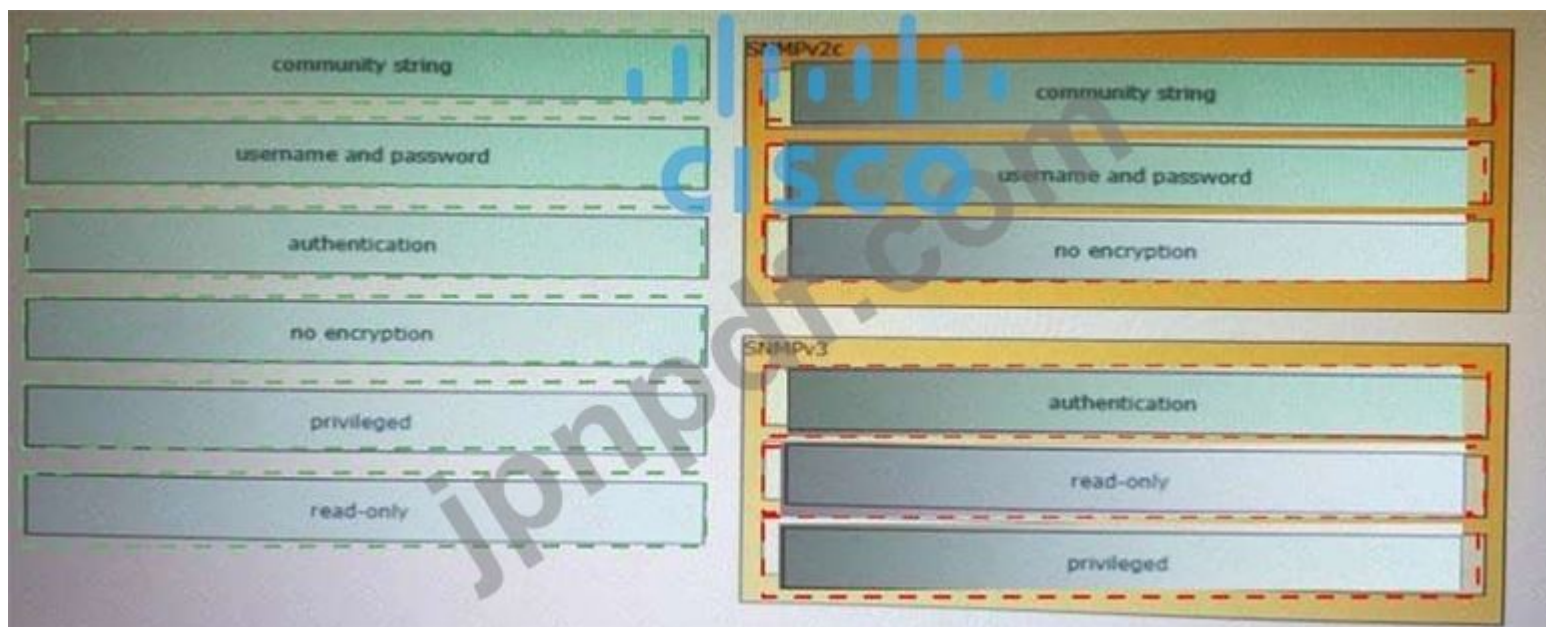 community string
username and password
authentication
no encryption
privileged
read-only
SNMPv2c
community string
username and password
no encryption
SNMPv3
authentication
read-only
privileged
CISCO
jpnpdf.com